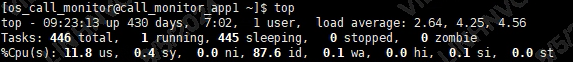 [os_call_monitor@call_monitor_app1 ~]$ top
top - 09:23:13 up 430 days,  7:02,  1 user,  load average: 2.64, 4.25, 4.56
Tasks: 446 total,   1 running, 445 sleeping,   0 stopped,   0 zombie
%Cpu(s): 11.8 us,  0.4 sy,  0.0 ni, 87.6 id,  0.1 wa,  0.0 hi,  0.1 si,  0.0 st